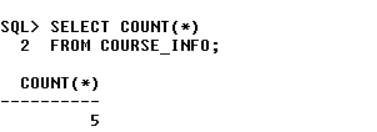 SQL> SELECT COUNT(*)
  2  FROM COURSE_INFO;
  COUNT(*)
----------
         5